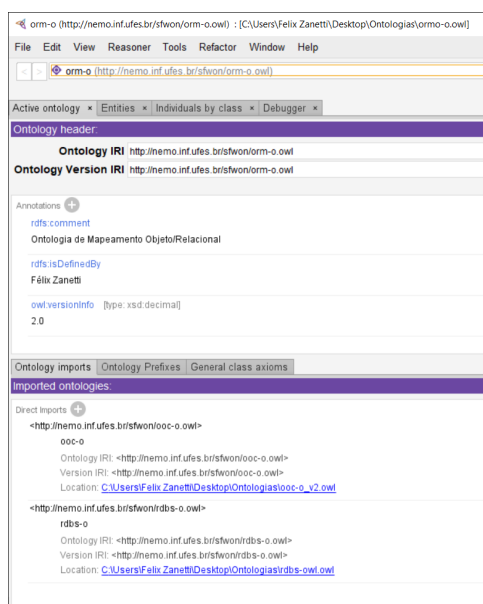 orm-o (http://nemo.inf.ufes.br/sfwon/orm-o.owl) : [C:\Users\Felix Zanetti\Desktop\Ontologias\ormo-o.owl]
File Edit View Reasoner Tools Refactor Window Help
< > orm-o (http://nemo.inf.ufes.br/sfwon/orm-o.owl)
Active ontology × Entities × Individuals by class × Debugger ×
Ontology header:
Ontology IRI http://nemo.inf.ufes.br/sfwon/orm-o.owl
Ontology Version IRI http://nemo.inf.ufes.br/sfwon/orm-o.owl
Annotations +
rdfs:comment
Ontologia de Mapeamento Objeto/Relacional
rdfs:isDefinedBy
Félix Zanetti
owl:versionInfo [type: xsd:decimal]
2.0
Ontology imports Ontology Prefixes General class axioms
Imported ontologies:
Direct Imports +
<http://nemo.inf.ufes.br/sfwon/ooc-o.owl>
ooc-o
Ontology IRI: <http://nemo.inf.ufes.br/sfwon/ooc-o.owl>
Version IRI: <http://nemo.inf.ufes.br/sfwon/ooc-o.owl>
Location: C:\Users\Felix Zanetti\Desktop\Ontologias\ooc-o_v2.owl
<http://nemo.inf.ufes.br/sfwon/rdbs-o.owl>
rdbs-o
Ontology IRI: <http://nemo.inf.ufes.br/sfwon/rdbs-o.owl>
Version IRI: <http://nemo.inf.ufes.br/sfwon/rdbs-o.owl>
Location: C:\Users\Felix Zanetti\Desktop\Ontologias\rdbs-owl.owl